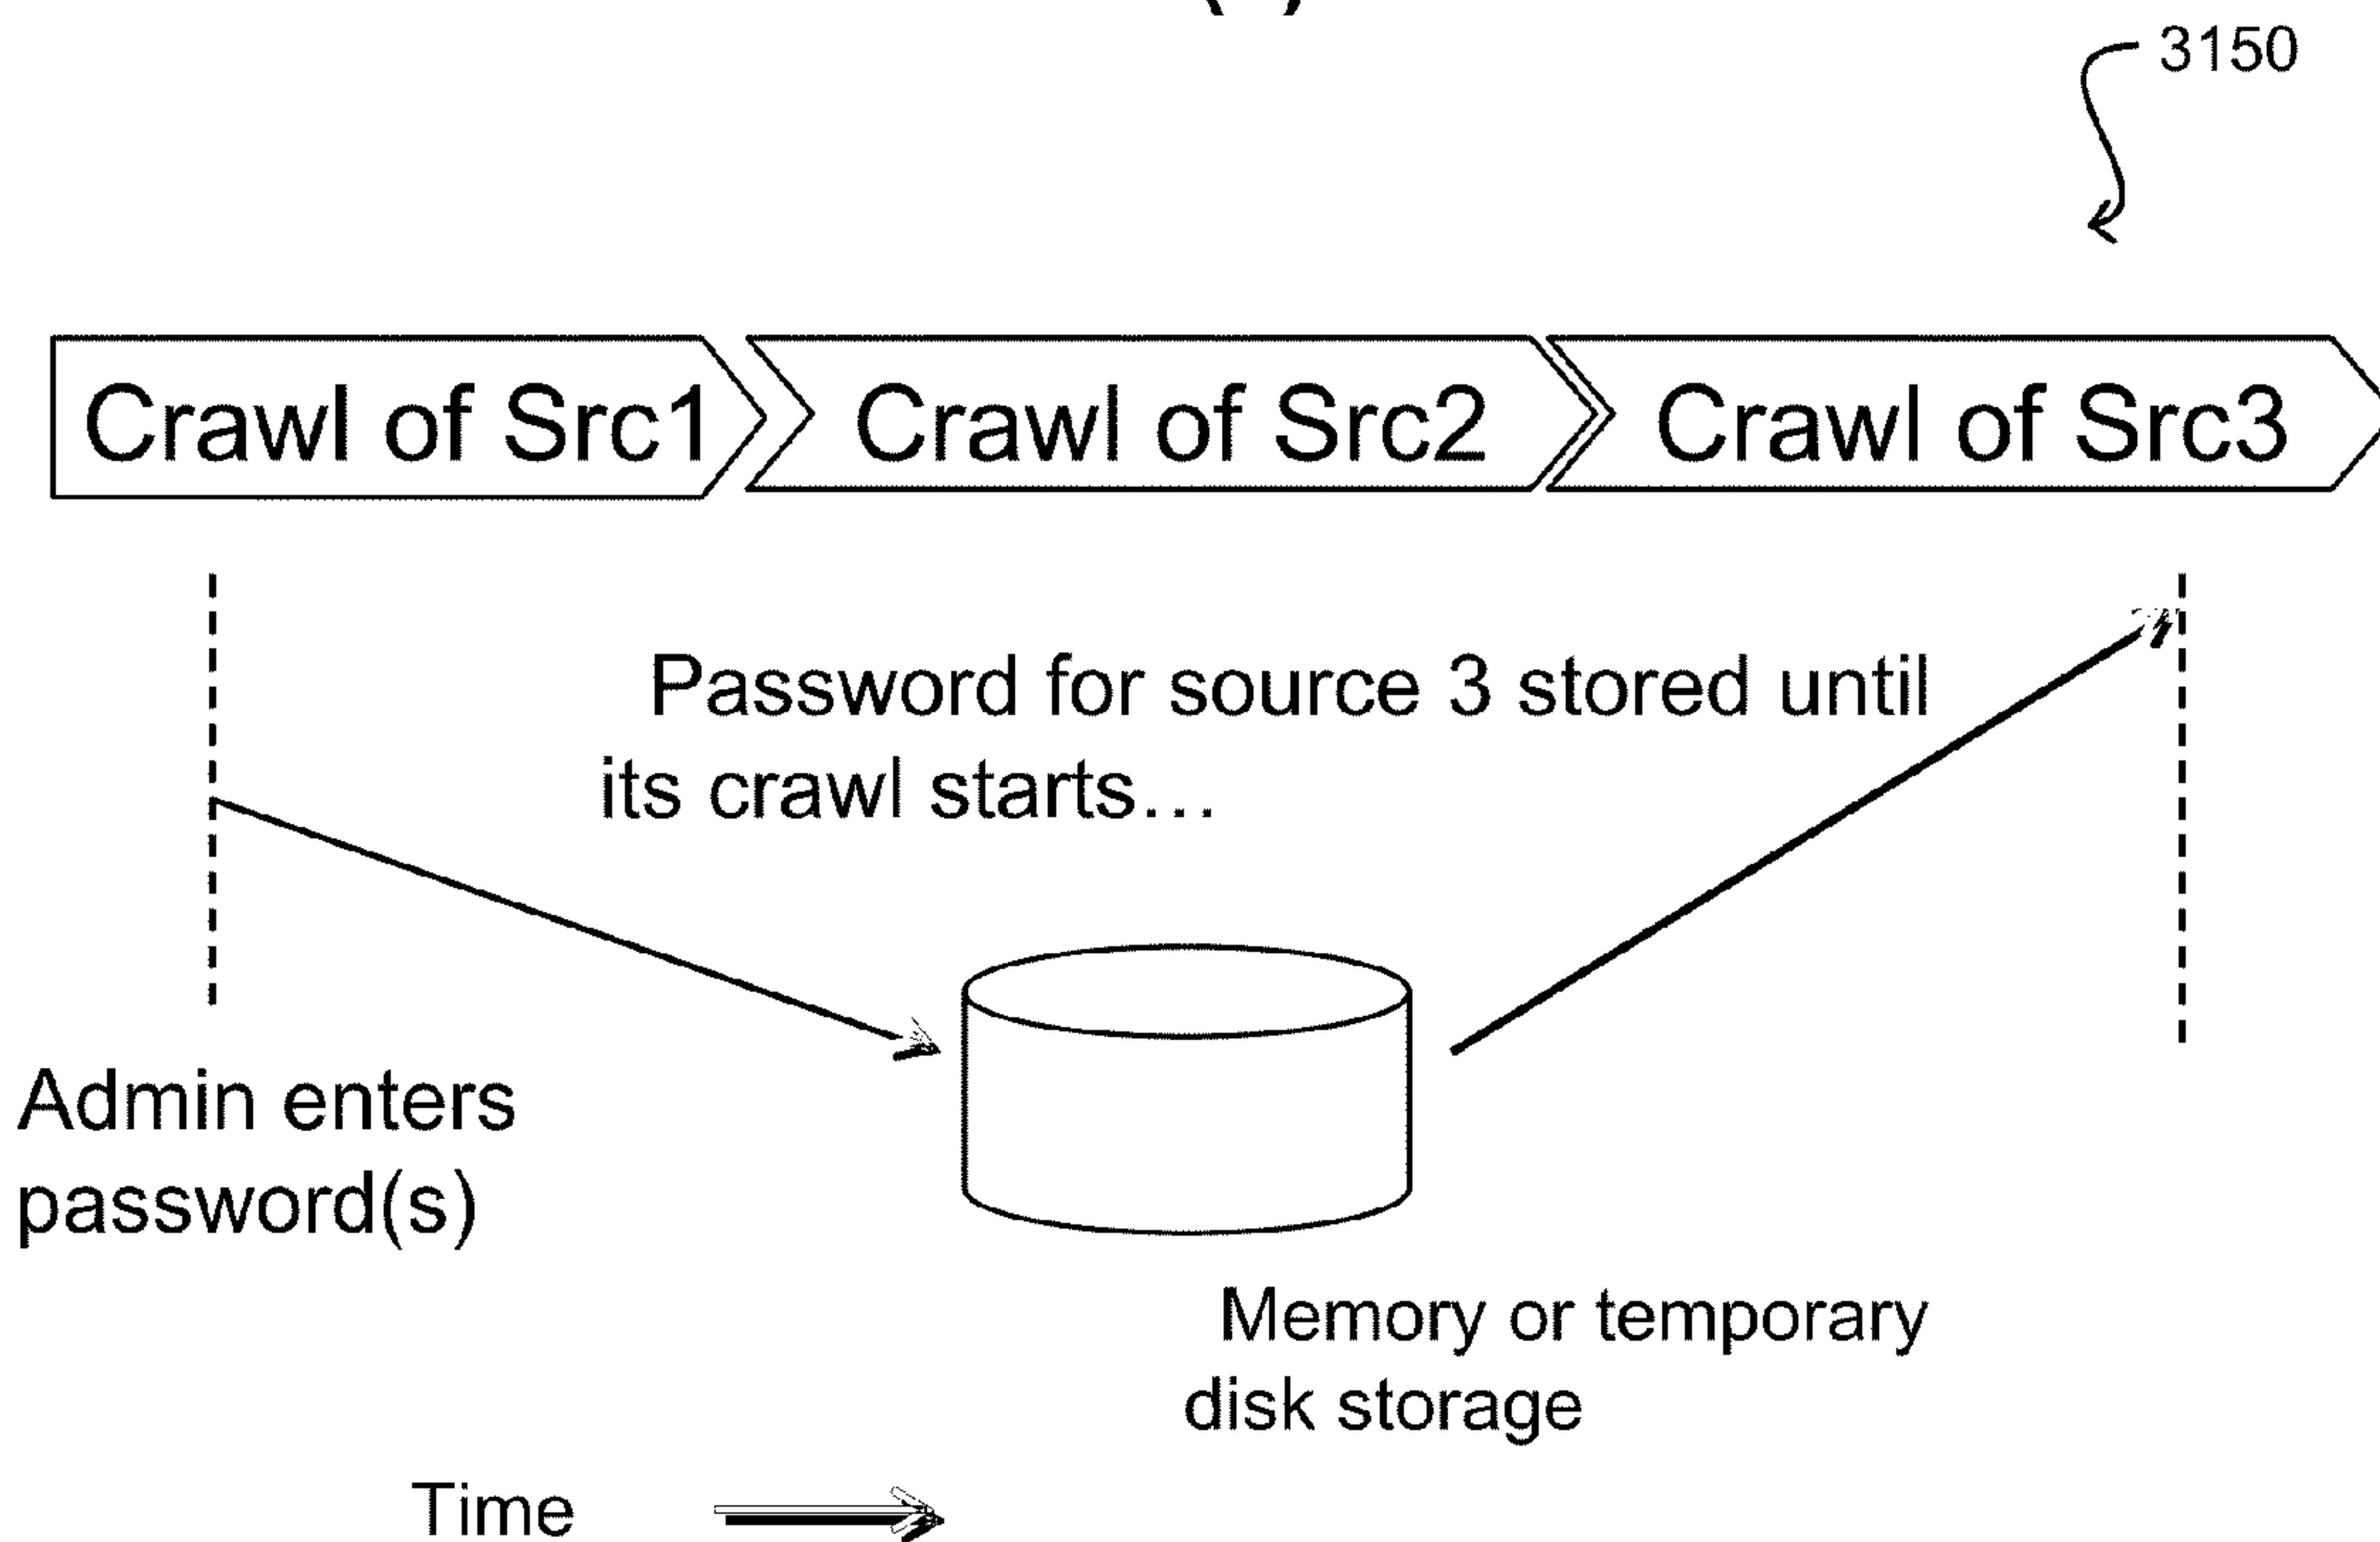 3150
Crawl of Src1 Crawl of Src2 Crawl of Src3
Password for source 3 stored until
its crawl starts...
Admin enters
password(s)
Memory or temporary
disk storage
Time